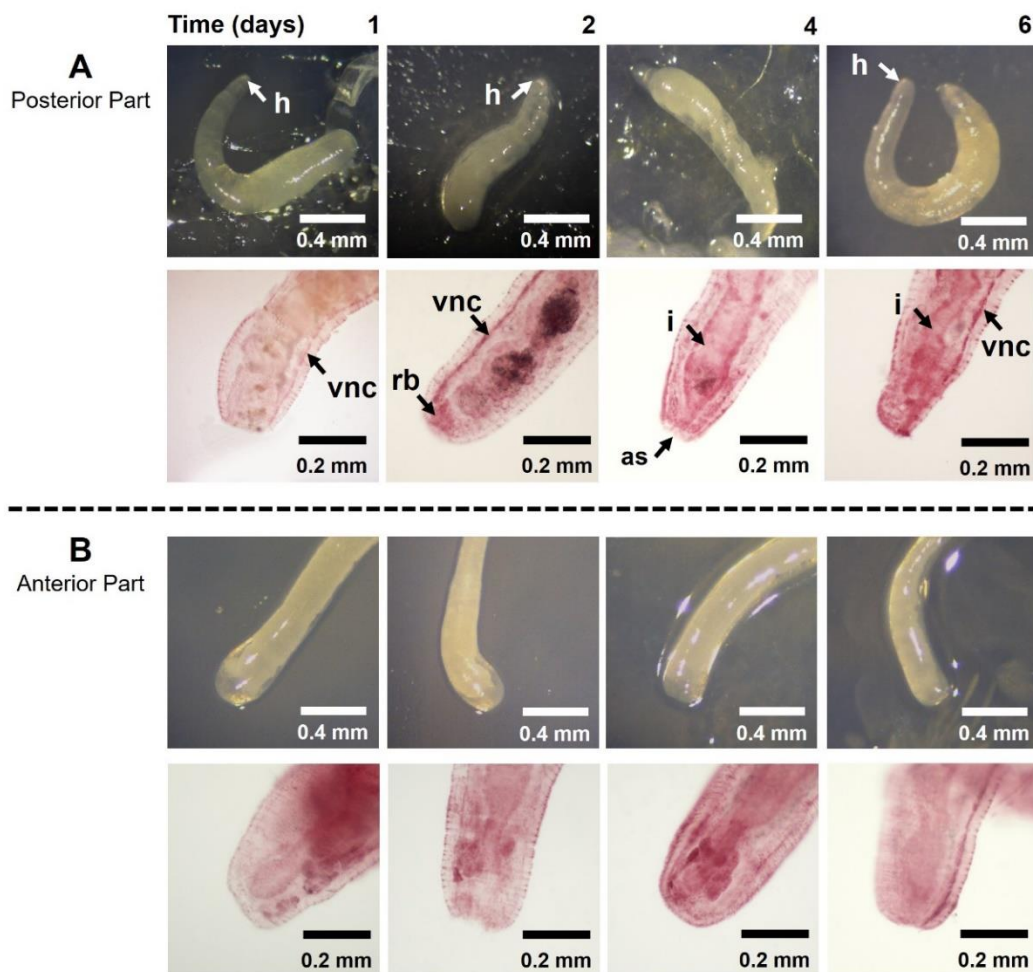 Time (days) 1 2 4 6
A
Posterior Part
h h h
0.4 mm 0.4 mm 0.4 mm 0.4 mm
vnc i i
vnc rb vnc
as
0.2 mm 0.2 mm 0.2 mm 0.2 mm
B
Anterior Part
0.4 mm 0.4 mm 0.4 mm 0.4 mm
0.2 mm 0.2 mm 0.2 mm 0.2 mm